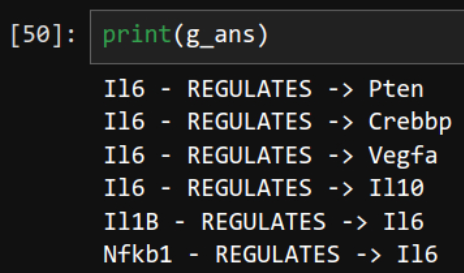 [50]: print(g_ans)
Il6 - REGULATES -> Pten
Il6 - REGULATES -> Crebbp
Il6 - REGULATES -> Vegfa
Il6 - REGULATES -> Il10
Il1B - REGULATES -> Il6
Nfkb1 - REGULATES -> Il6